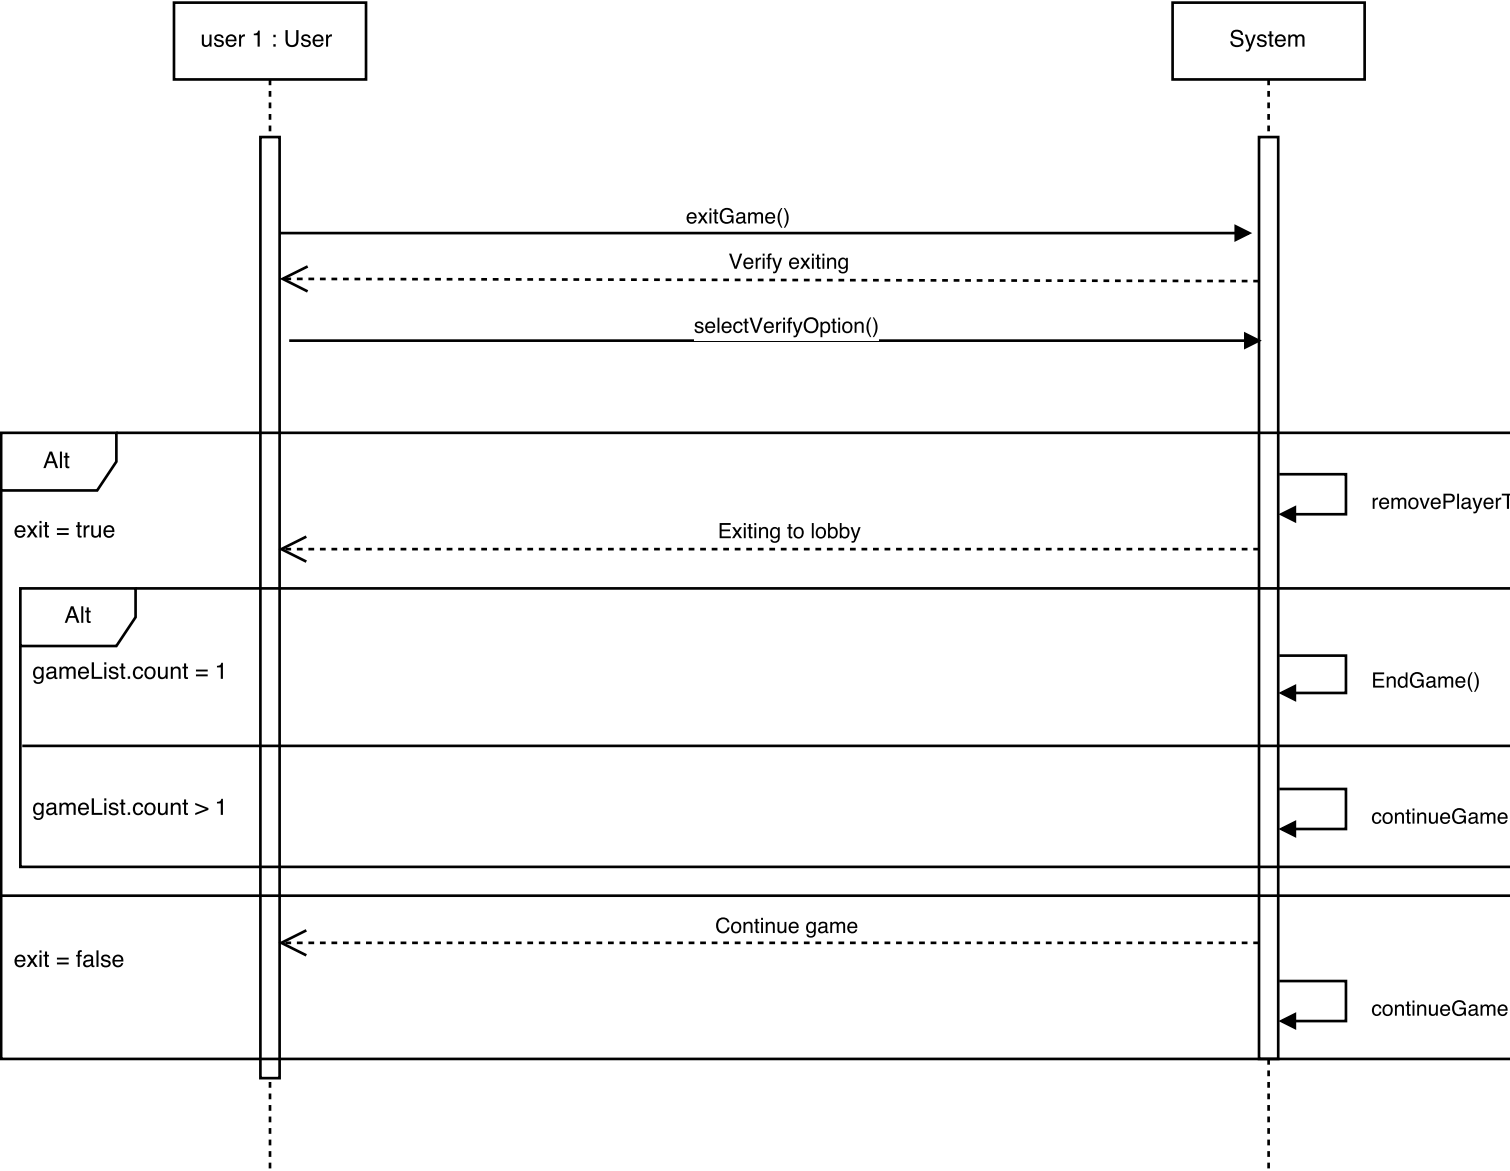 user 1 : User
System
exitGame()
Verify exiting
selectVerifyOption()
Alt
removePlayerT
exit = true
Exiting to lobby
Alt
gameList.count = 1
EndGame()
gameList.count > 1
continueGame
Continue game
exit = false
continueGame